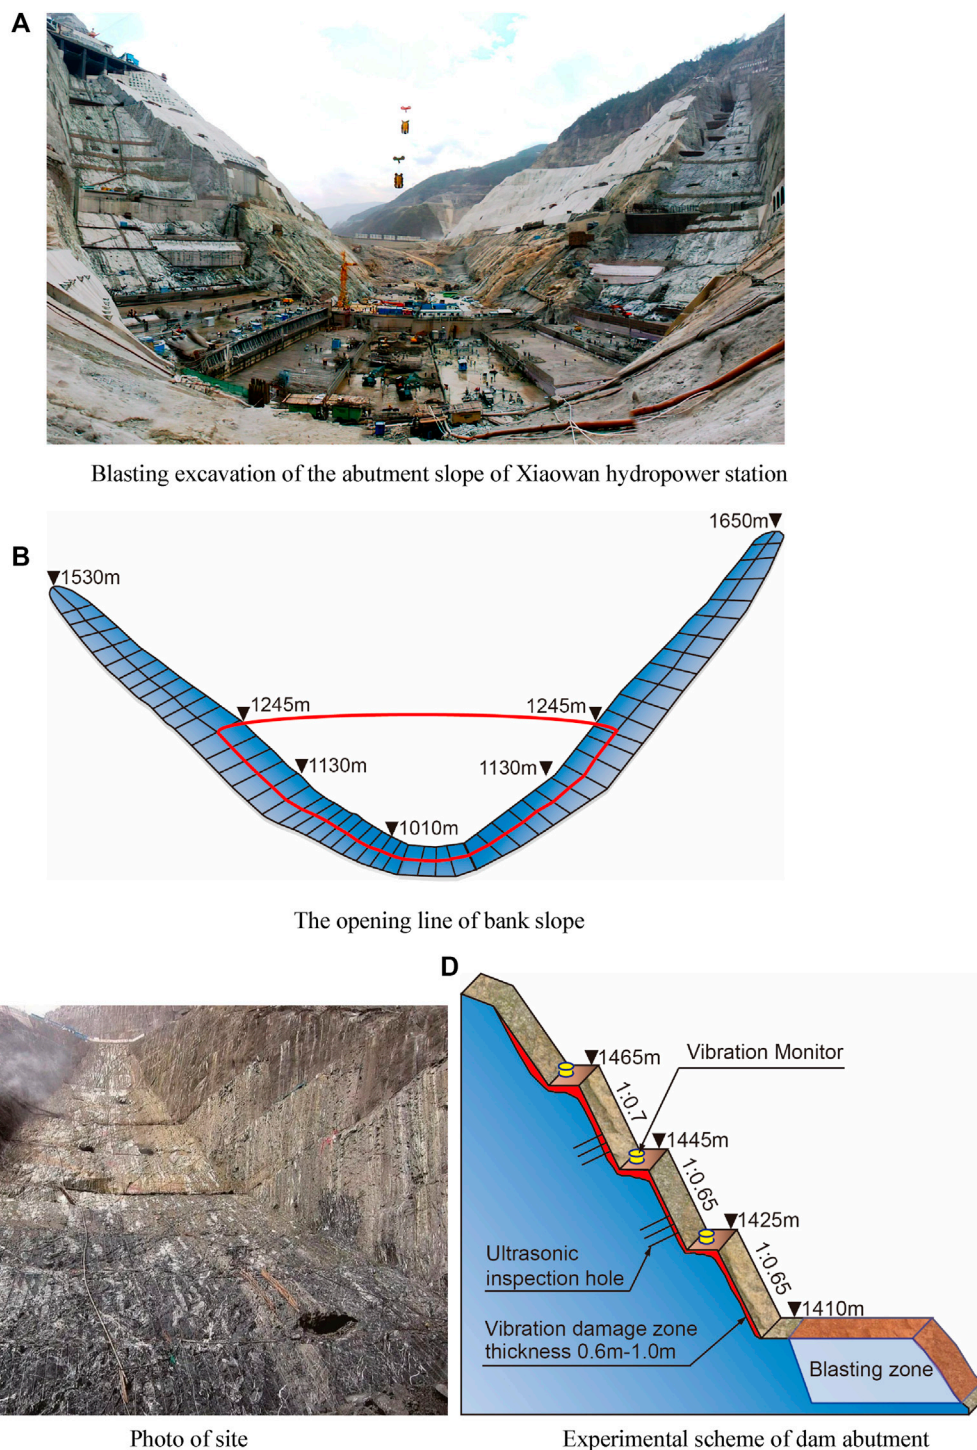 A
Blasting excavation of the abutment slope of Xiaowan hydropower station
B
1650m
1530m
1245m
1245m
1130m
1130m
1010m
The opening line of bank slope
D
1465m
Vibration Monitor
1:0.7
1445m
1:0.65
1425m
Ultrasonic
inspection hole
1:0.65
1410m
Vibration damage zone
thickness 0.6m-1.0m
Blasting zone
Photo of site
Experimental scheme of dam abutment